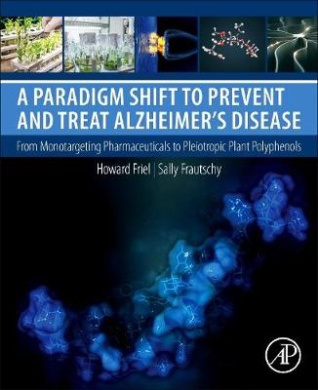 A PARADIGM SHIFT TO PREVENT
AND TREAT ALZHEIMER'S DISEASE
From Monotargeting Pharmaceuticals to Pleiotropic Plant Polyphenols
Howard Friel | Sally Frautschy
AP